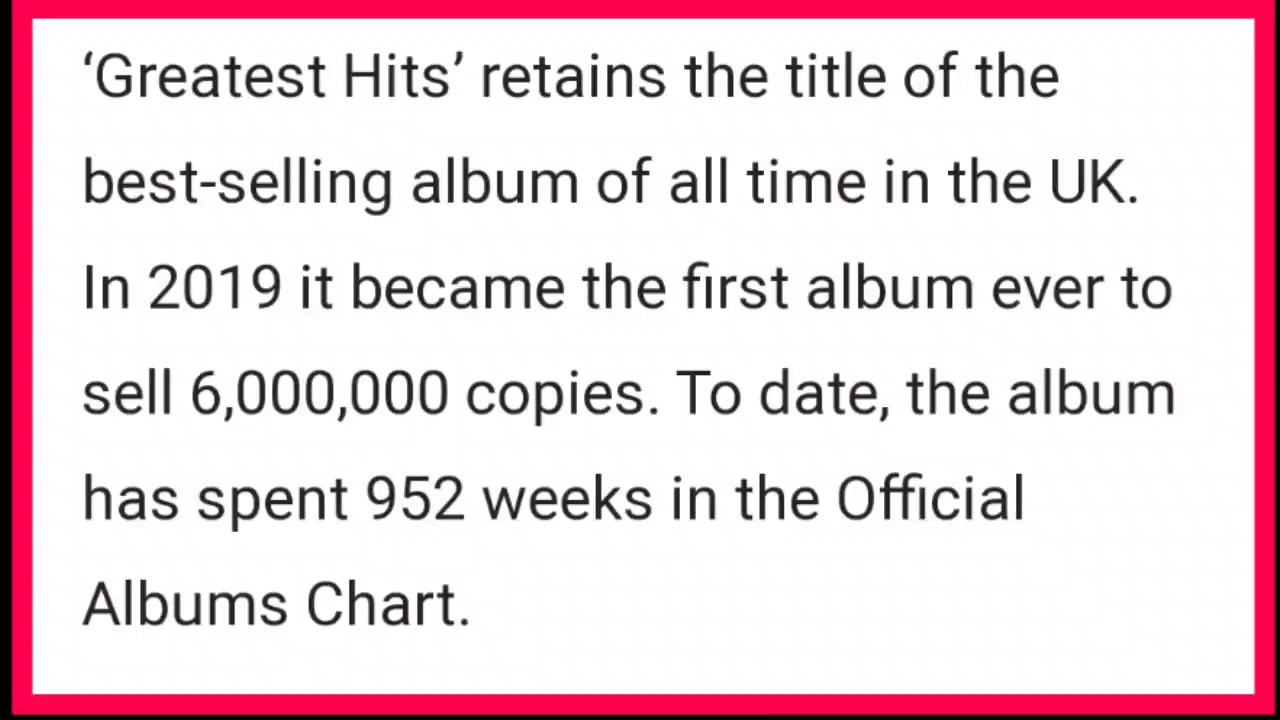 ‘Greatest Hits’ retains the title of the
best-selling album of all time in the UK.
In 2019 it became the first album ever to
sell 6,000,000 copies. To date, the album
has spent 952 weeks in the Official
Albums Chart.